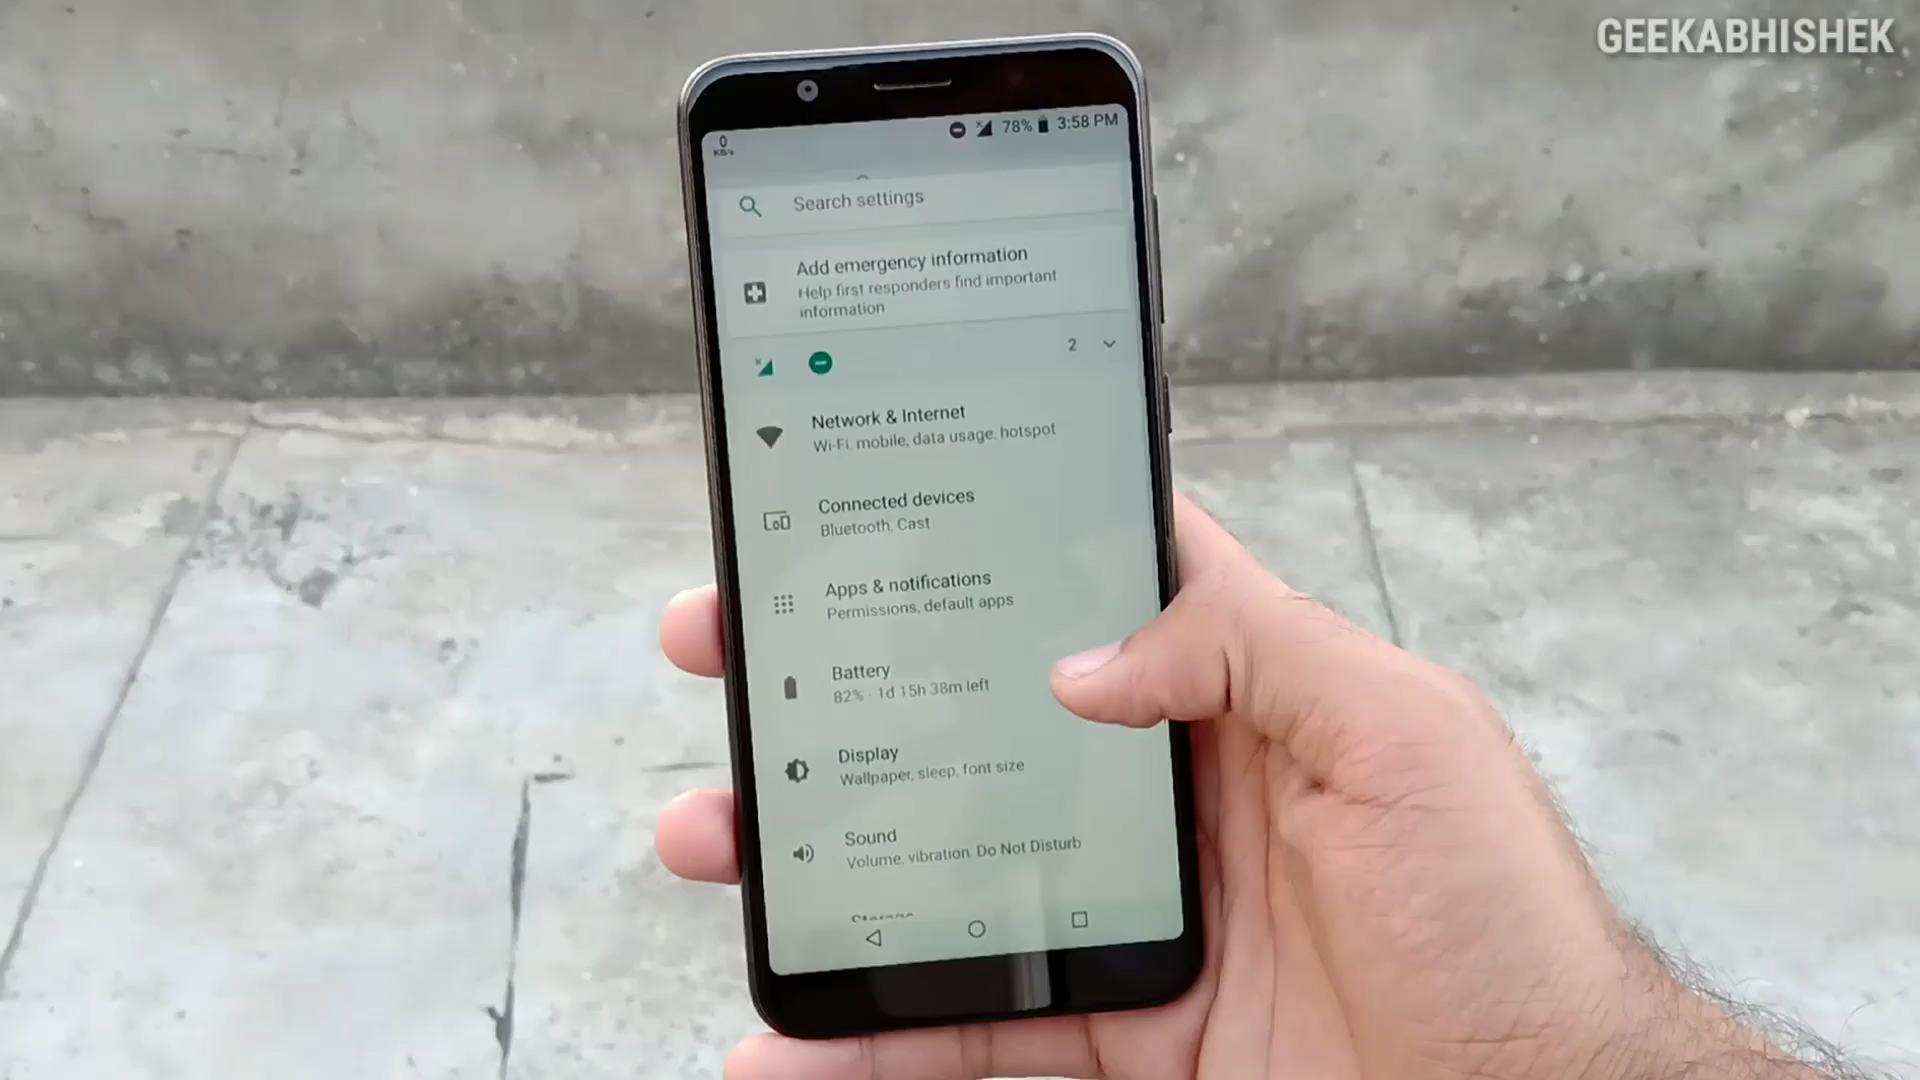 GEEKABHISHEK
0
KB/s
78%
3:58 PM
Search settings
Add emergency information
Help first responders find important
information
2
Network & Internet
Wi-Fi, mobile, data usage, hotspot
Connected devices
Bluetooth, Cast
Apps & notifications
Permissions, default apps
Battery
82% · 1d 15h 38m left
Display
Wallpaper, sleep, font size
Sound
Volume, vibration, Do Not Disturb